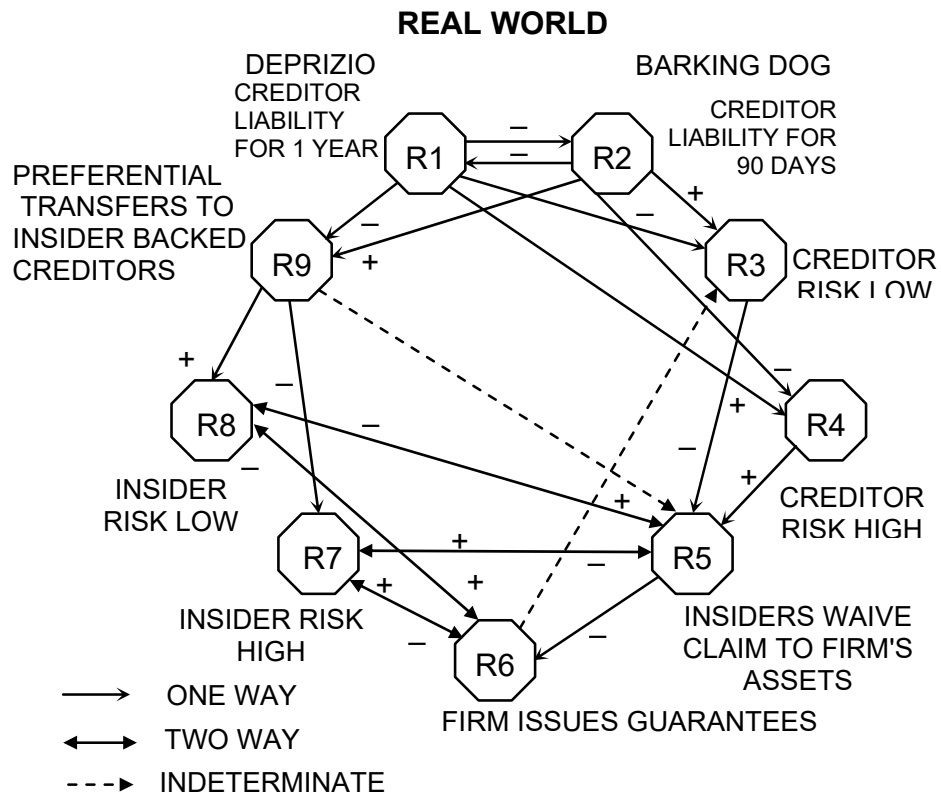 REAL WORLD
DEPRIZIO
CREDITOR
LIABILITY
FOR 1 YEAR
BARKING DOG
CREDITOR
LIABILITY FOR
90 DAYS
R1
–
–
R2
PREFERENTIAL
TRANSFERS TO
INSIDER BACKED
CREDITORS
–
+
–
+
R9
R3
CREDITOR
RISK LOW
+
–
–
+
R8
–
–
R4
–
+
+
INSIDER
RISK LOW
CREDITOR
RISK HIGH
R7
+
–
R5
+
–
+
–
INSIDER RISK
HIGH
R6
INSIDERS WAIVE
CLAIM TO FIRM'S
ASSETS
FIRM ISSUES GUARANTEES
ONE WAY
TWO WAY
INDETERMINATE